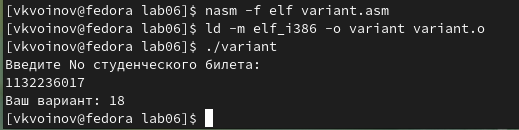 [vkvoinov@fedora lab06]$ nasm -f elf variant.asm
[vkvoinov@fedora lab06]$ ld -m elf_i386 -o variant variant.o
[vkvoinov@fedora lab06]$ ./variant
Введите No студенческого билета:
1132236017
Ваш вариант: 18
[vkvoinov@fedora lab06]$